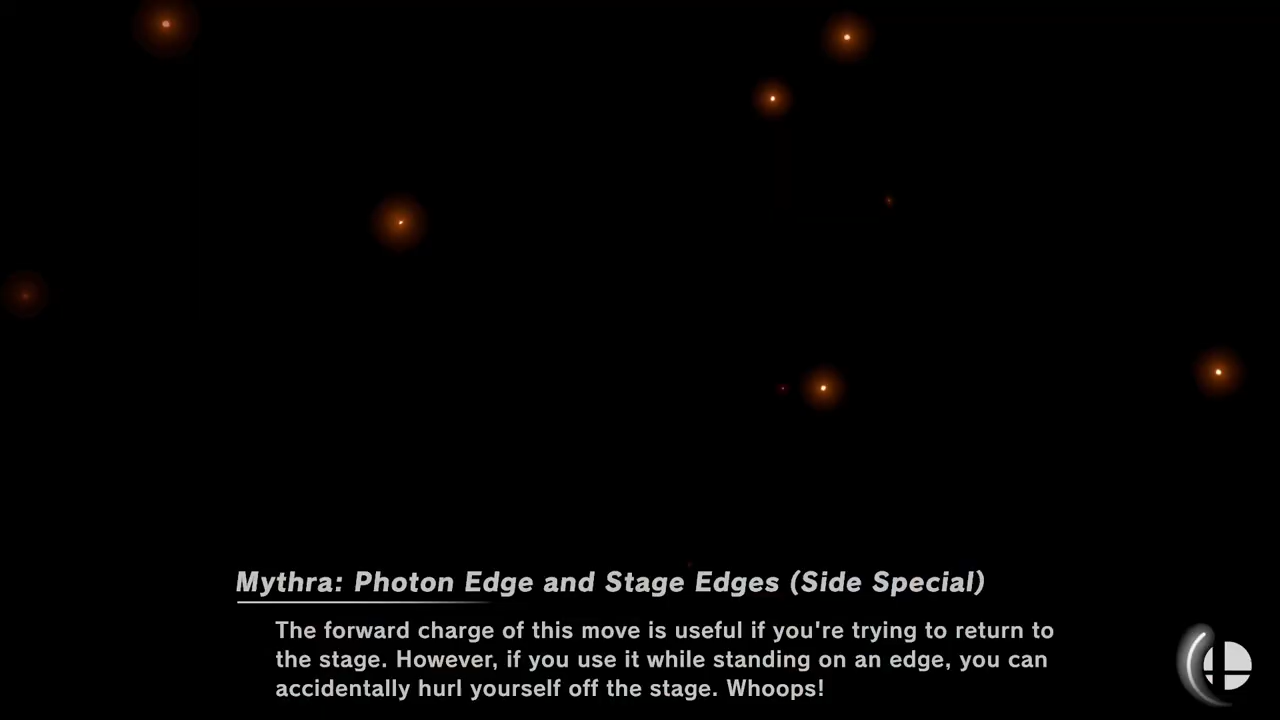 Mythra: Photon Edge and Stage Edges (Side Special)
The forward charge of this move is useful if you're trying to return to
the stage. However, if you use it while standing on an edge, you can
accidentally hurl yourself off the stage. Whoops!